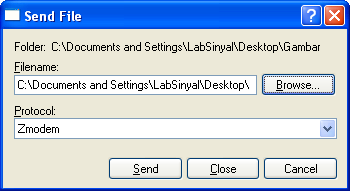 Send File
Folder: C:\Documents and Settings\LabSinyal\Desktop\Gambar
Filename:
C:\Documents and Settings\LabSinyal\Desktop\ Browse...
Protocol:
Zmodem
Send Close Cancel